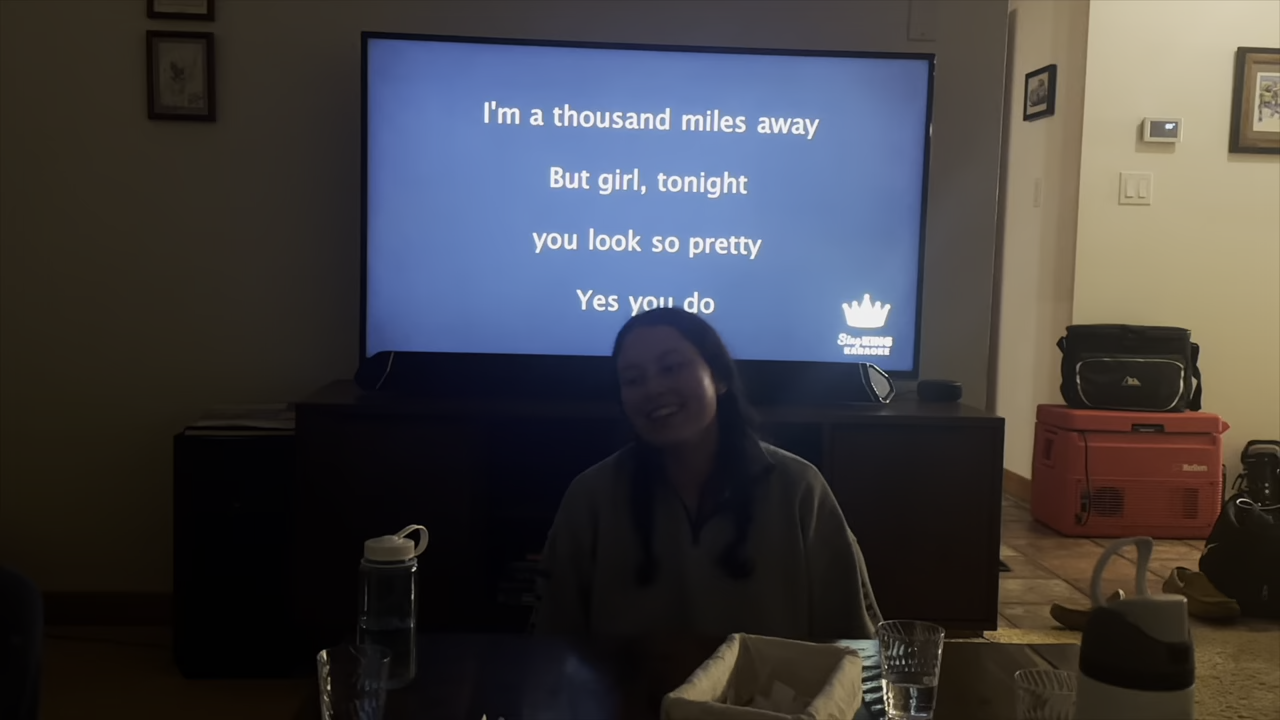 I'm a thousand miles away
But girl, tonight
you look so pretty
Yes you do
Sing KING
KARAOKE